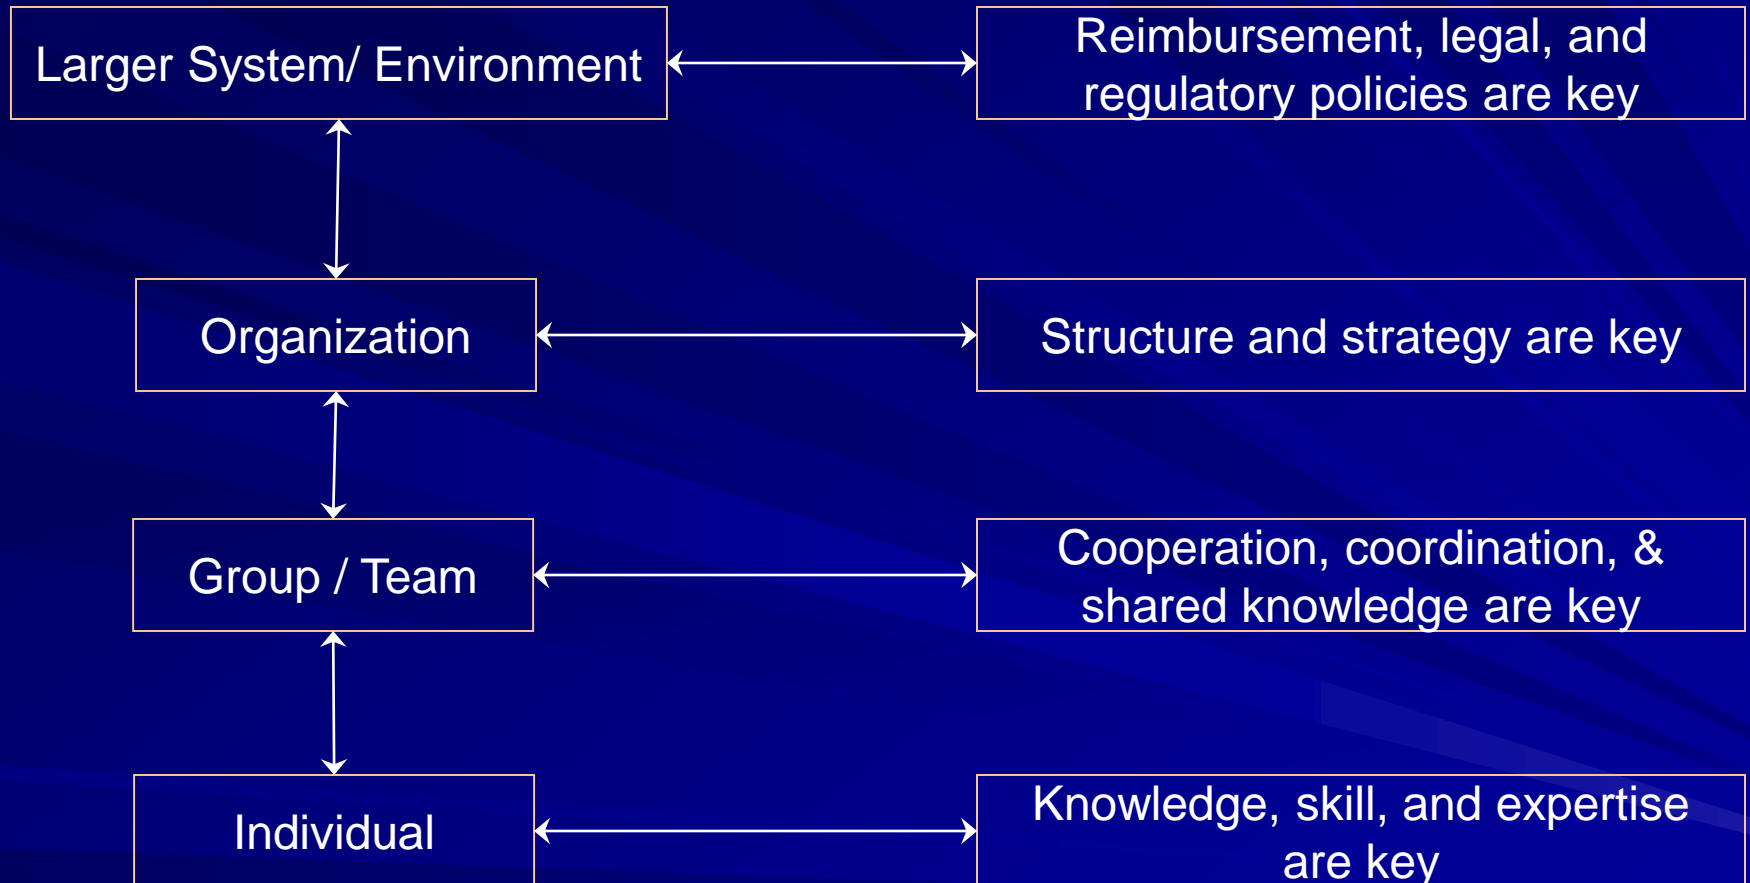 Larger System/ Environment
Reimbursement, legal, and
regulatory policies are key
Organization
Structure and strategy are key
Group / Team
Cooperation, coordination, &
shared knowledge are key
Individual
Knowledge, skill, and expertise
are key